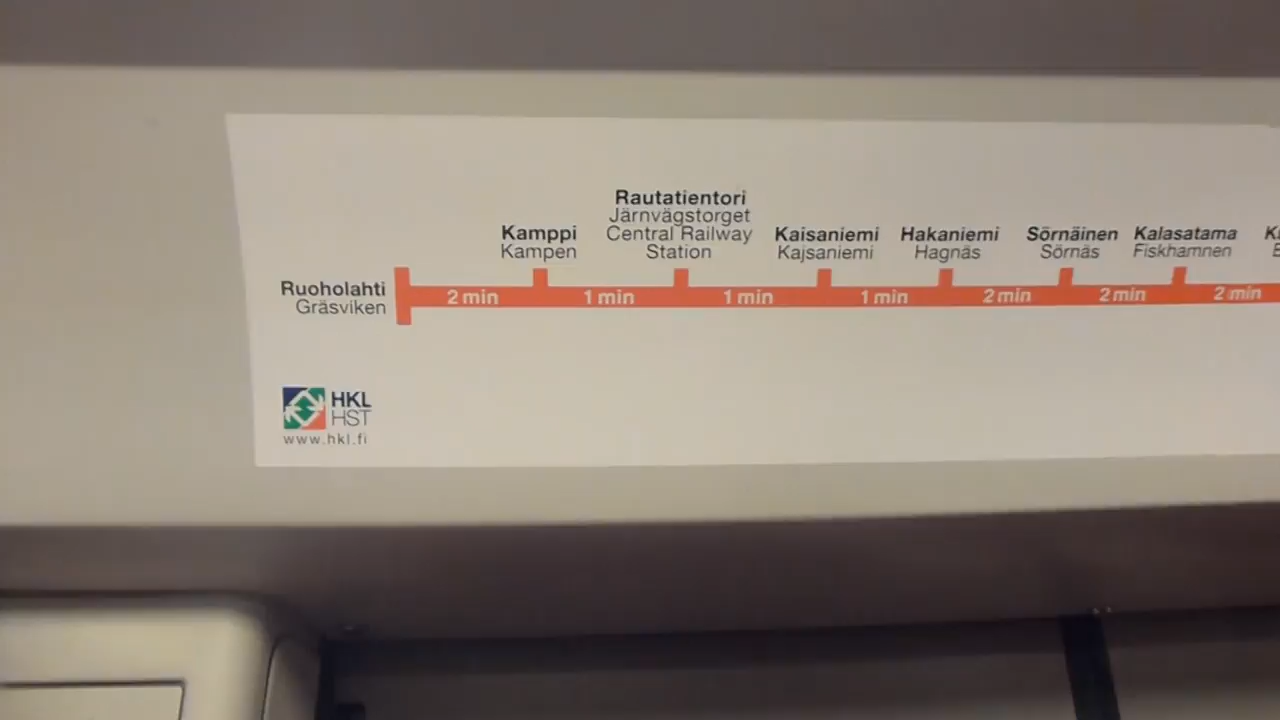 Ruoholahti
Gräsviken
2 min
Kamppi
Kampen
1 min
Rautatientori
Järnvägstorget
Central Railway
Station
1 min
Kaisaniemi
Kajsaniemi
1 min
Hakaniemi
Hagnäs
2 min
Sörnäinen
Sörnäs
2 min
Kalasatama
Fiskhamnen
2 min
HKL
HST
www.hkl.fi